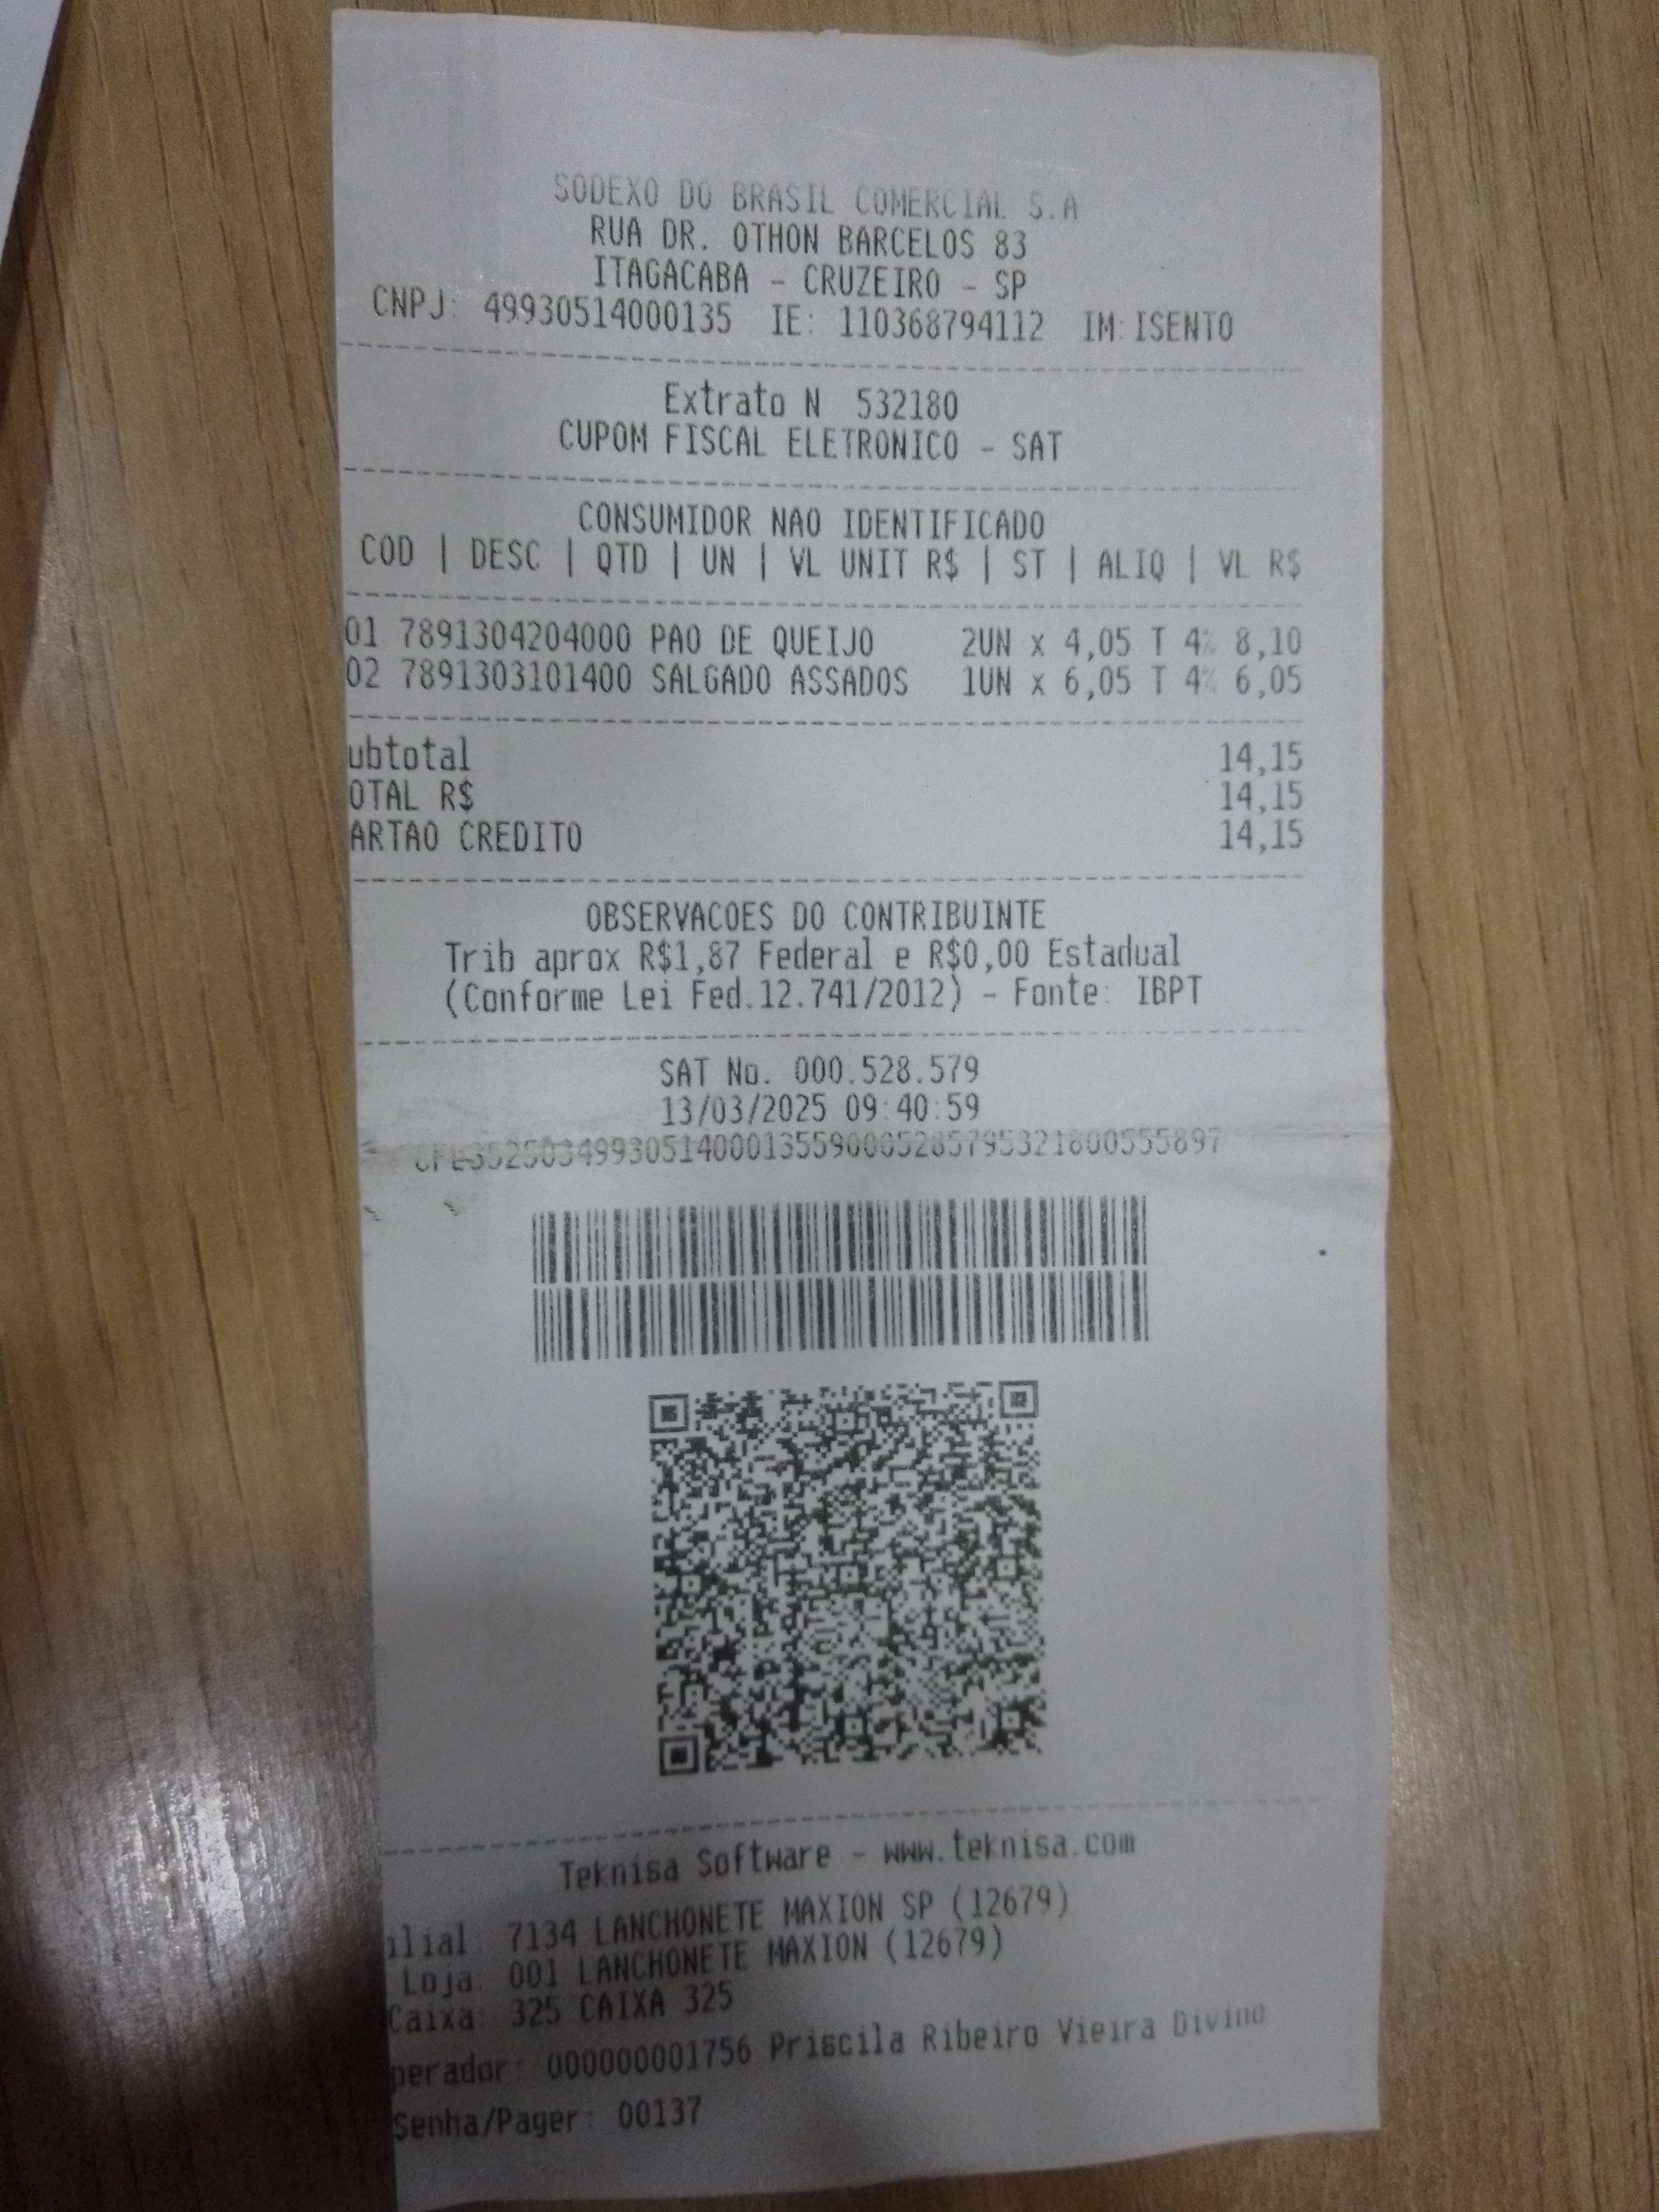 SODEXO DO BRASIL COMERCIAL S.A
RUA DR. OTHON BARCELOS 83
ITAGACABA - CRUZEIRO - SP
CNPJ: 49930514000135 IE: 110368794112 IM:ISENTO
Extrato N 532180
CUPOM FISCAL ELETRONICO - SAT
CONSUMIDOR NAO IDENTIFICADO
COD | DESC | QTD | UN | VL UNIT R$ | ST | ALIQ | VL R$
01 7891304204000 PAO DE QUEIJO 2UN x 4,05 T 4% 8,10
02 7891303101400 SALGADO ASSADOS 1UN x 6,05 T 4% 6,05
ubtotal 14,15
OTAL R$ 14,15
ARTAO CREDITO 14,15
OBSERVACOES DO CONTRIBUINTE
Trib aprox R$1,87 Federal e R$0,00 Estadual
(Conforme Lei Fed.12.741/2012) - Fonte: IBPT
SAT No. 000.528.579
13/03/2025 09:40:59
CFE35250349930514000135590005285795321800555897
Teknisa Software - www.teknisa.com
ilial: 7134 LANCHONETE MAXION SP (12679)
Loja: 001 LANCHONETE MAXION (12679)
Caixa: 325 CAIXA 325
perador: 000000001756 Priscila Ribeiro Vieira Divino
Senha/Pager: 00137